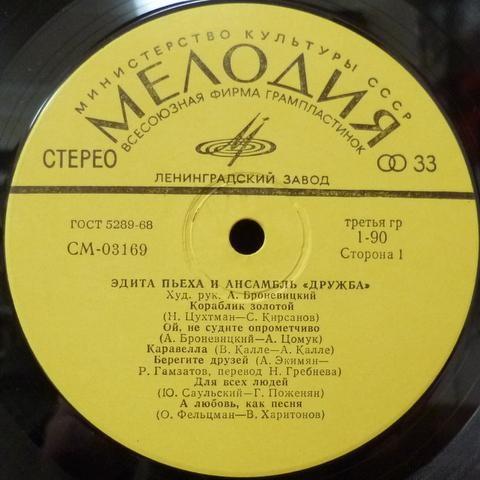 МИНИСТЕРСТВО КУЛЬТУРЫ СССР
МЕЛОДИЯ
ВСЕСОЮЗНАЯ ФИРМА ГРАМПЛАСТИНОК
СТЕРЕО
33
ЛЕНИНГРАДСКИЙ ЗАВОД
ГОСТ 5289-68
СМ-03169
третья гр
1-90
Сторона 1
ЭДИТА ПЬЕХА И АНСАМБЛЬ «ДРУЖБА»
Худ. рук. А. Броневицкий
Кораблик золотой
(Н. Цухтман—С. Кирсанов)
Ой, не судите опрометчиво
(А. Броневицкий—А. Цомук)
Каравелла (В. Калле—А. Калле)
Берегите друзей (А. Экимян—
Р. Гамзатов, перевод Н. Гребнева)
Для всех людей
(Ю. Саульский—Г. Поженян)
А любовь, как песня
(О. Фельцман—В. Харитонов)